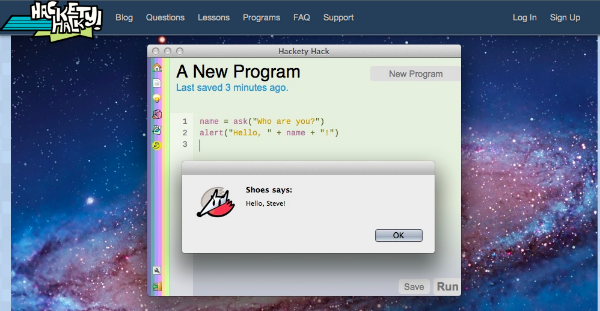 HACKETY HACK!
Blog Questions Lessons Programs FAQ Support Log In Sign Up
Hackety Hack
A New Program
New Program
Last saved 3 minutes ago.
1 name = ask("Who are you?")
2 alert("Hello, " + name + "!")
3
Shoes says:
Hello, Steve!
OK
Save Run